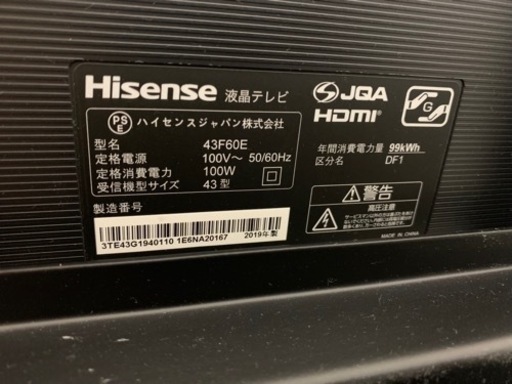 Hisense 液晶テレビ
PS
E
ハイセンスジャパン株式会社
型名 43F60E
定格電源 100V～ 50/60Hz
定格消費電力 100W
受信機型サイズ 43 型
製造番号
3TE43G1940110 1E6NA20167 2019年製
JQA
HDMI
G
年間消費電力量 99kWh
区分名 DF1
警告
高圧注意
MADE IN CHINA